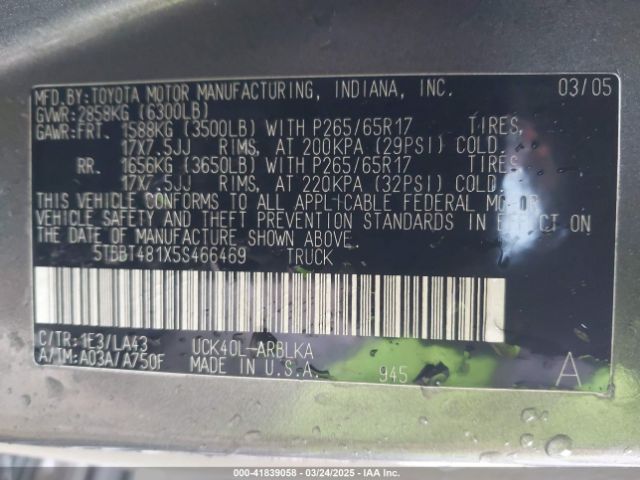 MFD.BY:TOYOTA MOTOR MANUFACTURING, INDIANA, INC. 03/05
GVWR:2858KG (6300LB)
GAWR:FRT. 1588KG (3500LB) WITH P265/65R17 TIRES,
17X7.5JJ RIMS, AT 200KPA (29PSI) COLD.
RR. 1656KG (3650LB) WITH P265/65R17 TIRES,
17X7.5JJ RIMS, AT 220KPA (32PSI) COLD.
THIS VEHICLE CONFORMS TO ALL APPLICABLE FEDERAL MOTOR
VEHICLE SAFETY AND THEFT PREVENTION STANDARDS IN EFFECT ON
THE DATE OF MANUFACTURE SHOWN ABOVE.
5TBBT481X5S466469 TRUCK
C/TR:1E3/LA43 UCK40L-ARBLKA
A/TM:A03A/A750F MADE IN U.S.A. 945 A
000-41839058 - 03/24/2025 - IAA Inc.